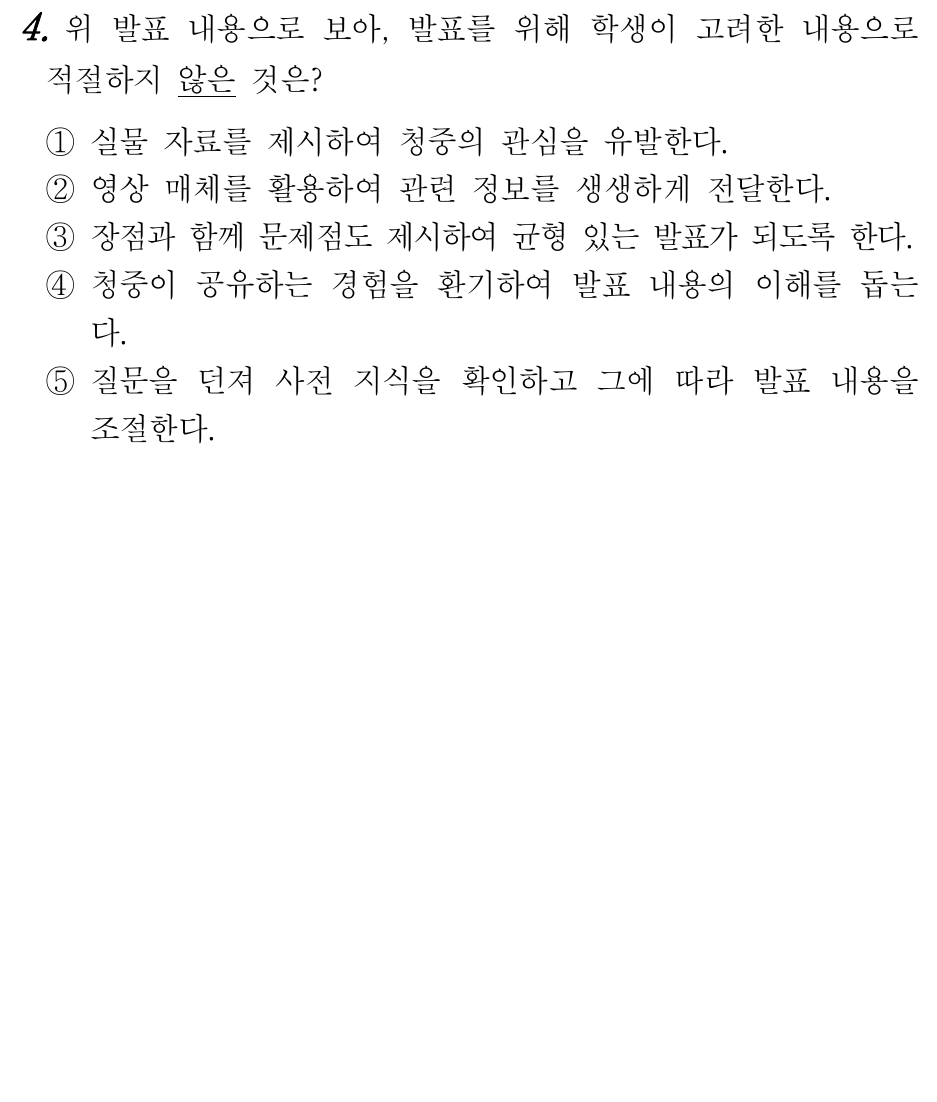 4. 위 발표 내용으로 보아, 발표를 위해 학생이 고려한 내용으로
적절하지 않은 것은?
① 실물 자료를 제시하여 청중의 관심을 유발한다.
② 영상 매체를 활용하여 관련 정보를 생생하게 전달한다.
③ 장점과 함께 문제점도 제시하여 균형 있는 발표가 되도록 한다.
④ 청중이 공유하는 경험을 환기하여 발표 내용의 이해를 돕는
다.
⑤ 질문을 던져 사전 지식을 확인하고 그에 따라 발표 내용을
조절한다.